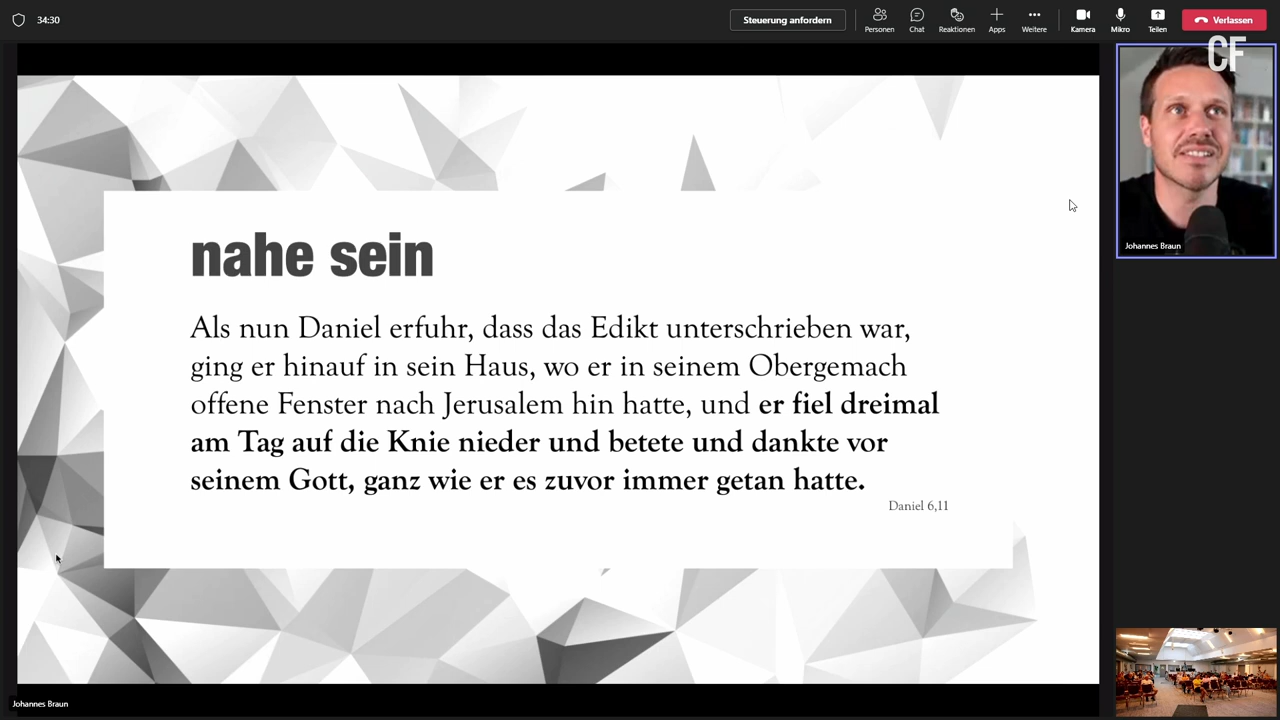 34:30
Steuerung anfordern
Personen
Chat
Reaktionen
Apps
Weitere
Kamera
Mikro
Teilen
Verlassen
CF
nahe sein
Als nun Daniel erfuhr, dass das Edikt unterschrieben war,
ging er hinauf in sein Haus, wo er in seinem Obergemach
offene Fenster nach Jerusalem hin hatte, und er fiel dreimal
am Tag auf die Knie nieder und betete und dankte vor
seinem Gott, ganz wie er es zuvor immer getan hatte.
Daniel 6,11
Johannes Braun
Johannes Braun